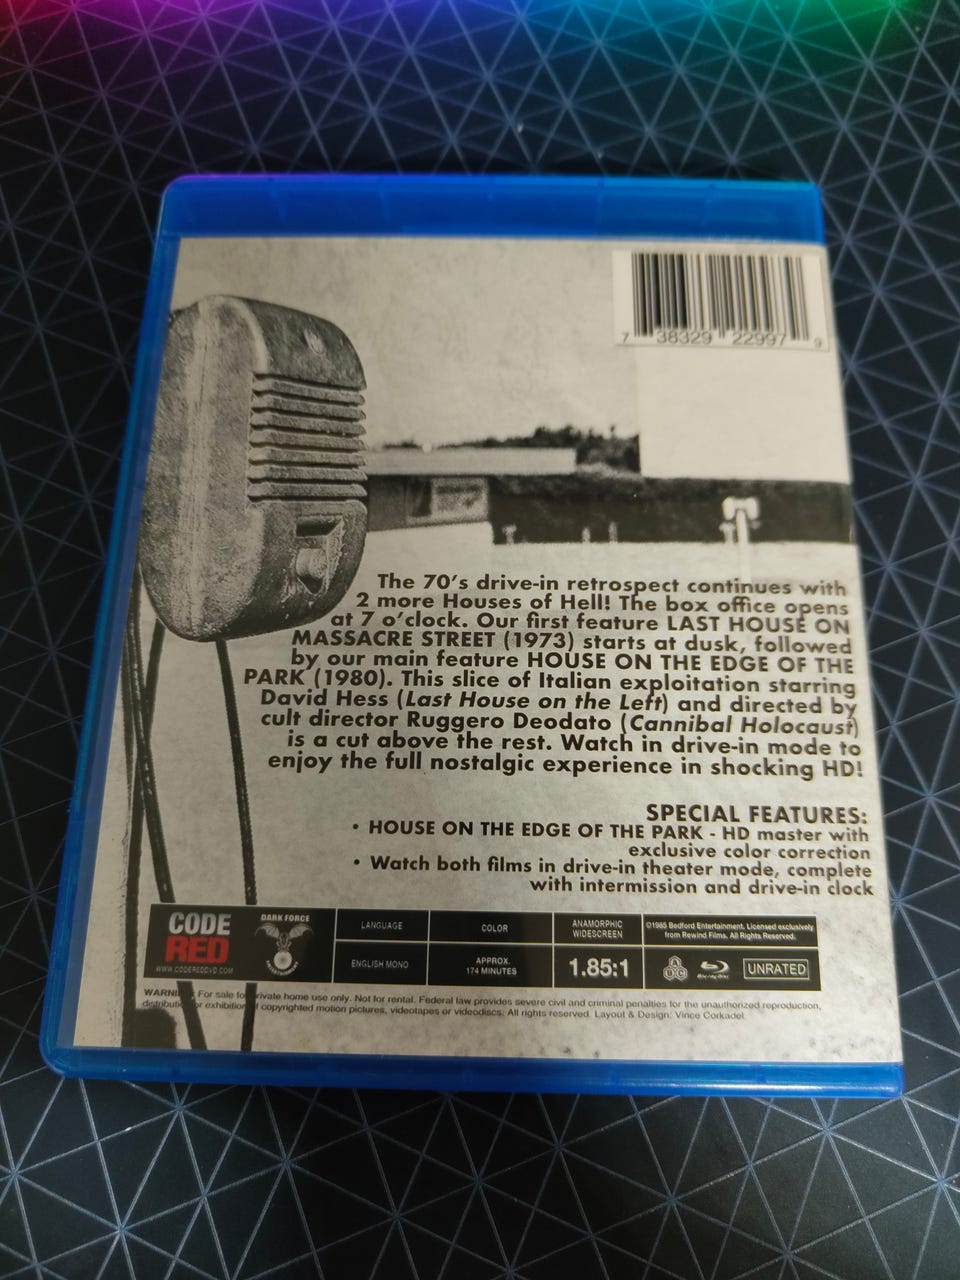 7 38329 22997 9
The 70's drive-in retrospect continues with
2 more Houses of Hell! The box office opens
at 7 o'clock. Our first feature LAST HOUSE ON
MASSACRE STREET (1973) starts at dusk, followed
by our main feature HOUSE ON THE EDGE OF THE
PARK (1980). This slice of Italian exploitation starring
David Hess (Last House on the Left) and directed by
cult director Ruggero Deodato (Cannibal Holocaust)
is a cut above the rest. Watch in drive-in mode to
enjoy the full nostalgic experience in shocking HD!
SPECIAL FEATURES:
• HOUSE ON THE EDGE OF THE PARK - HD master with
exclusive color correction
• Watch both films in drive-in theater mode, complete
with intermission and drive-in clock
CODE
RED
WWW.CODEREDDVD.COM
DARK FORCE
ENTERTAINMENT
LANGUAGE
ENGLISH MONO
COLOR
APPROX.
174 MINUTES
ANAMORPHIC
WIDESCREEN
1.85:1
©1985 Bedford Entertainment. Licensed exclusively
from Rewind Films. All Rights Reserved.
Blu-ray Disc
UNRATED
For sale for private home use only. Not for rental. Federal law provides severe civil and criminal penalties for the unauthorized reproduction,
exhibition of copyrighted motion pictures, videotapes or videodiscs. All rights reserved. Layout & Design: Vince Corkadel